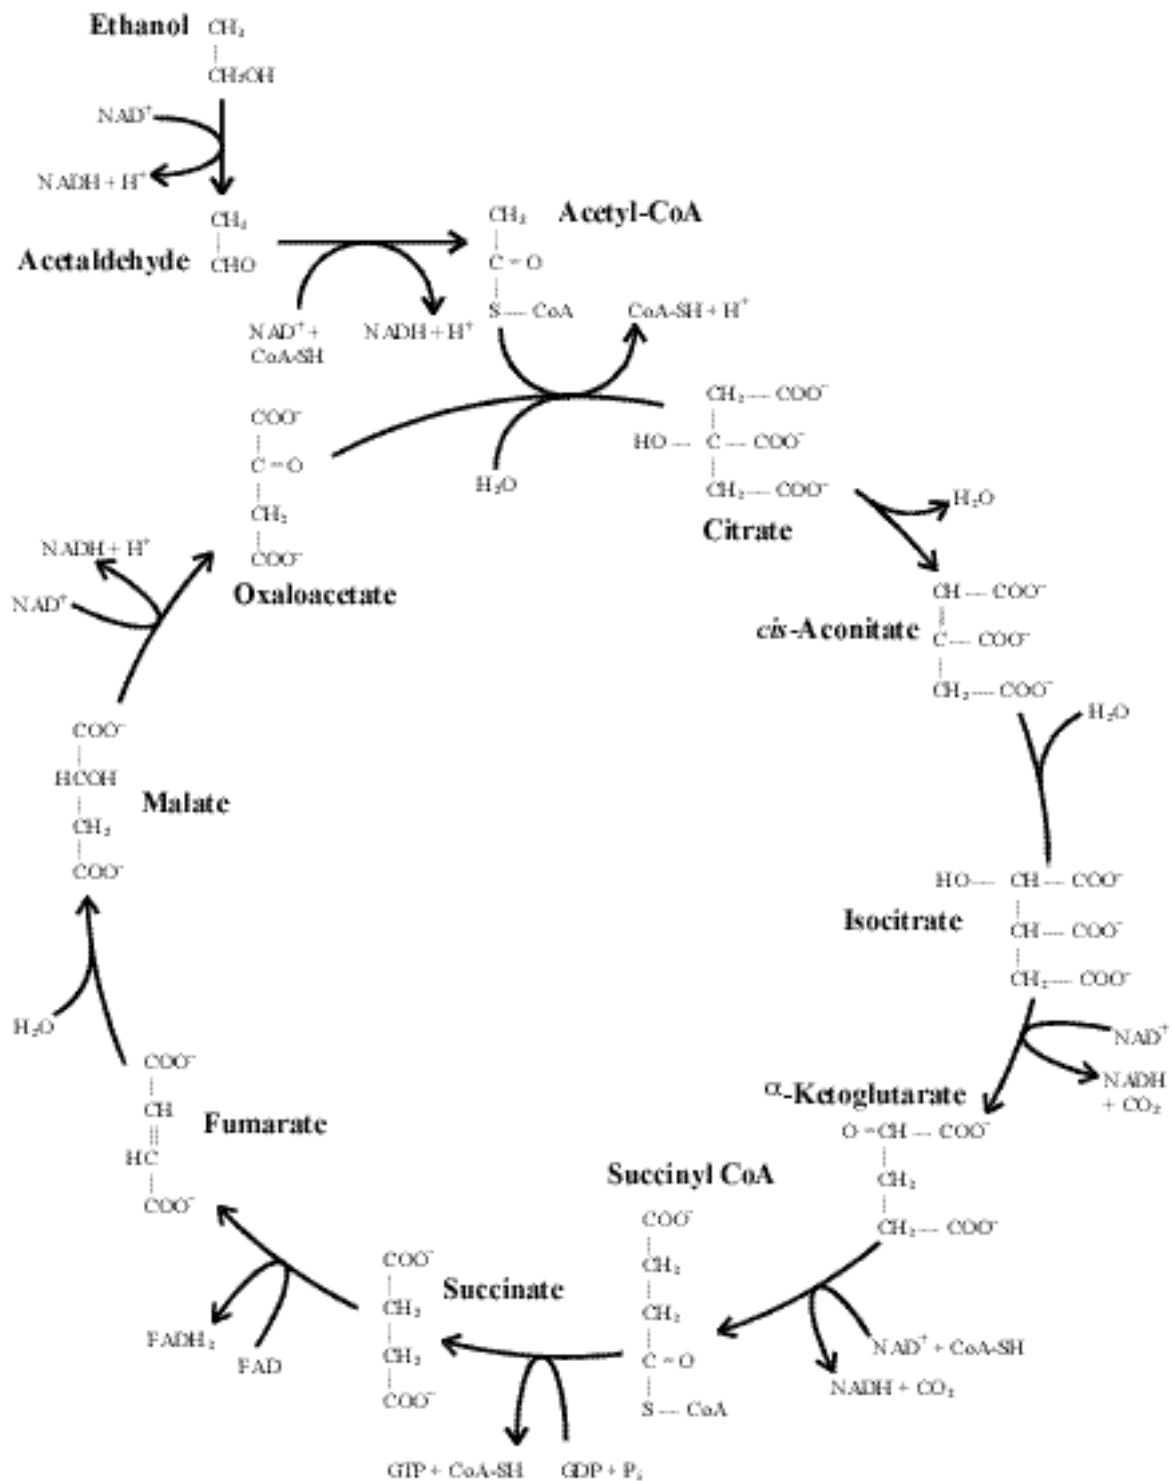 Ethanol CH₃
CH₂OH
NAD⁺
NADH + H⁺
CH₃
Acetaldehyde CHO
NAD⁺ +
CoA-SH
NADH + H⁺
CH₃ Acetyl-CoA
C = O
S — CoA
CoA-SH + H⁺
H₂O
CH₂ — COO⁻
HO — C — COO⁻
CH₂ — COO⁻
Citrate
H₂O
CH — COO⁻
cis-Aconitate C — COO⁻
CH₂ — COO⁻
H₂O
HO — CH — COO⁻
Isocitrate CH — COO⁻
CH₂ — COO⁻
NAD⁺
NADH
+ CO₂
α-Ketoglutarate
O = CH — COO⁻
CH₂
CH₂ — COO⁻
NAD⁺ + CoA-SH
NADH + CO₂
Succinyl CoA
COO⁻
CH₂
CH₂
C = O
S — CoA
GTP + CoA-SH GDP + Pᵢ
COO⁻
Succinate
CH₂
CH₂
COO⁻
FADH₂
FAD
COO⁻
CH Fumarate
HC
COO⁻
H₂O
COO⁻
HCOH
Malate
CH₂
COO⁻
NADH + H⁺
NAD⁺
COO⁻
C = O
CH₂
COO⁻
Oxaloacetate